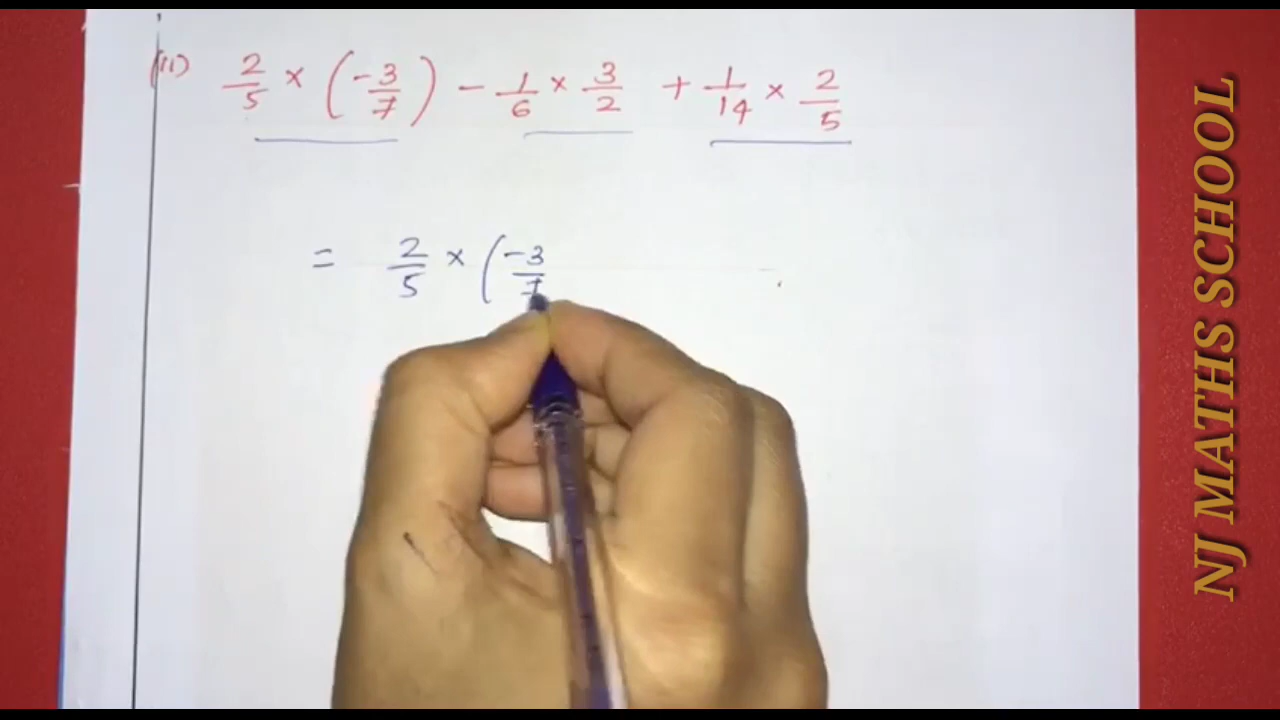 (ii) 2/5 × (-3/7) - 1/6 × 3/2 + 1/14 × 2/5
= 2/5 × (-3/7
NJ MATHS SCHOOL